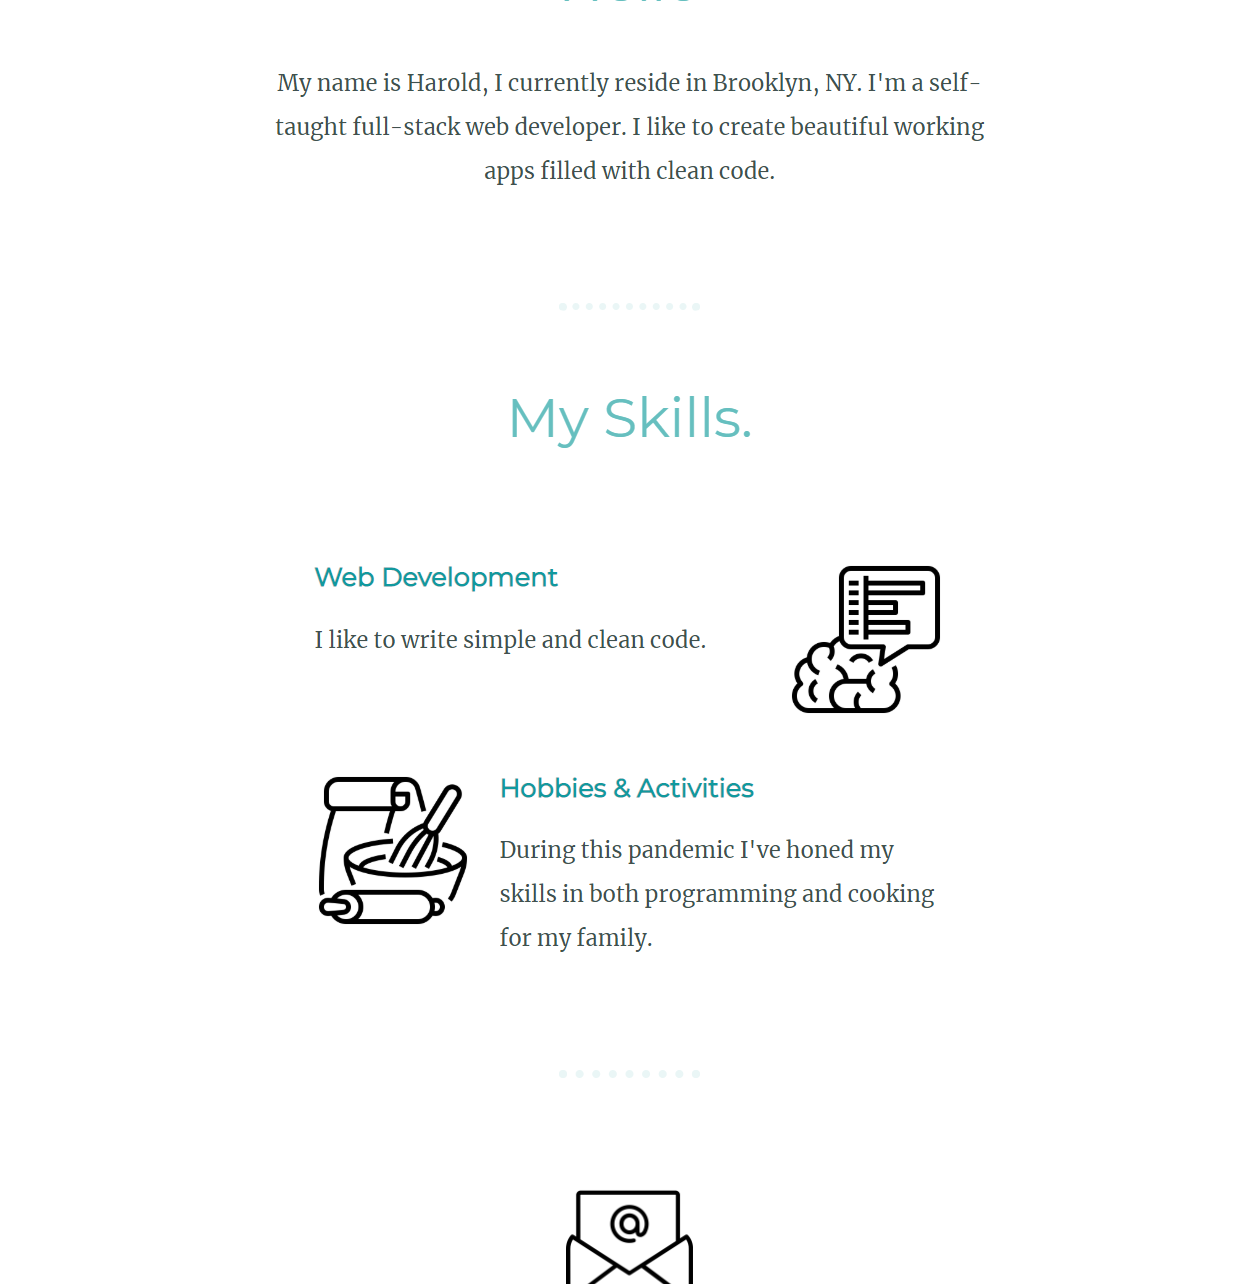 My name is Harold, I currently reside in Brooklyn, NY. I'm a self-
taught full-stack web developer. I like to create beautiful working
apps filled with clean code.
My Skills.
Web Development
I like to write simple and clean code.
Hobbies & Activities
During this pandemic I've honed my
skills in both programming and cooking
for my family.
@